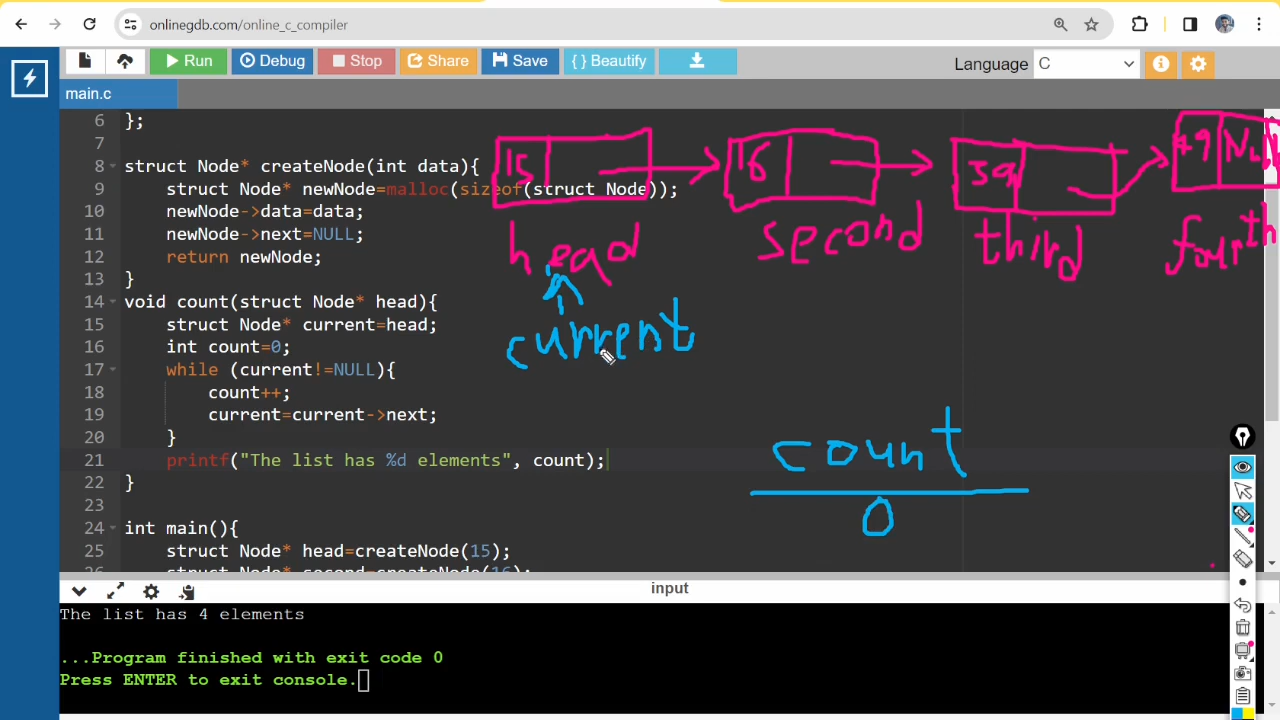 onlinegdb.com/online_c_compiler
Run Debug Stop Share Save { } Beautify Language C
main.c
6 };
7
8 struct Node* createNode(int data){
9 struct Node* newNode=malloc(sizeof(struct Node));
10 newNode->data=data;
11 newNode->next=NULL;
12 return newNode;
13 }
14 void count(struct Node* head){
15 struct Node* current=head;
16 int count=0;
17 while (current!=NULL){
18 count++;
19 current=current->next;
20 }
21 printf("The list has %d elements", count);
22 }
23
24 int main(){
25 struct Node* head=createNode(15);
15 16 39
head second third fourth
current
count
0
input
The list has 4 elements
...Program finished with exit code 0
Press ENTER to exit console.